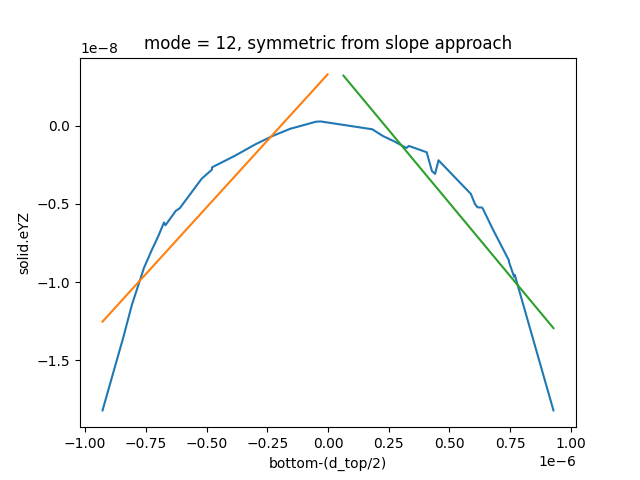 mode = 12, symmetric from slope approach
1e−8
0.0
−0.5
−1.0
−1.5
solid.eYZ
−1.00
−0.75
−0.50
−0.25
0.00
0.25
0.50
0.75
1.00
1e−6
bottom-(d_top/2)